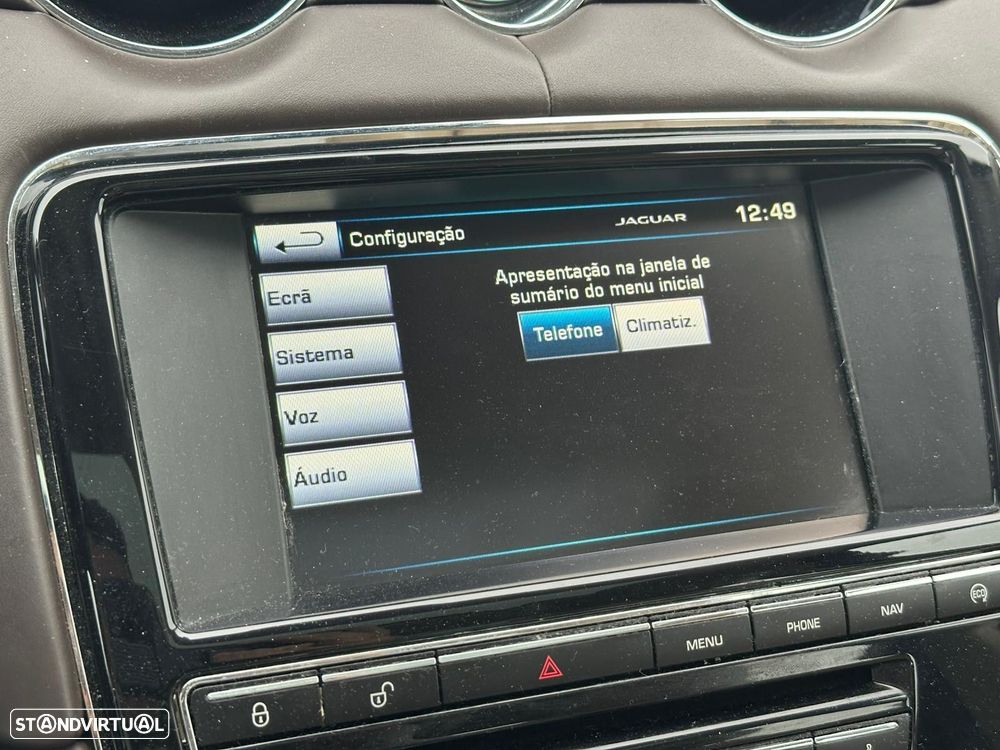 Configuração
JAGUAR
12:49
Ecrã
Sistema
Voz
Áudio
Apresentação na janela de
sumário do menu inicial
Telefone
Climatiz.
MENU
PHONE
NAV
ECO
STANDVIRTUAL